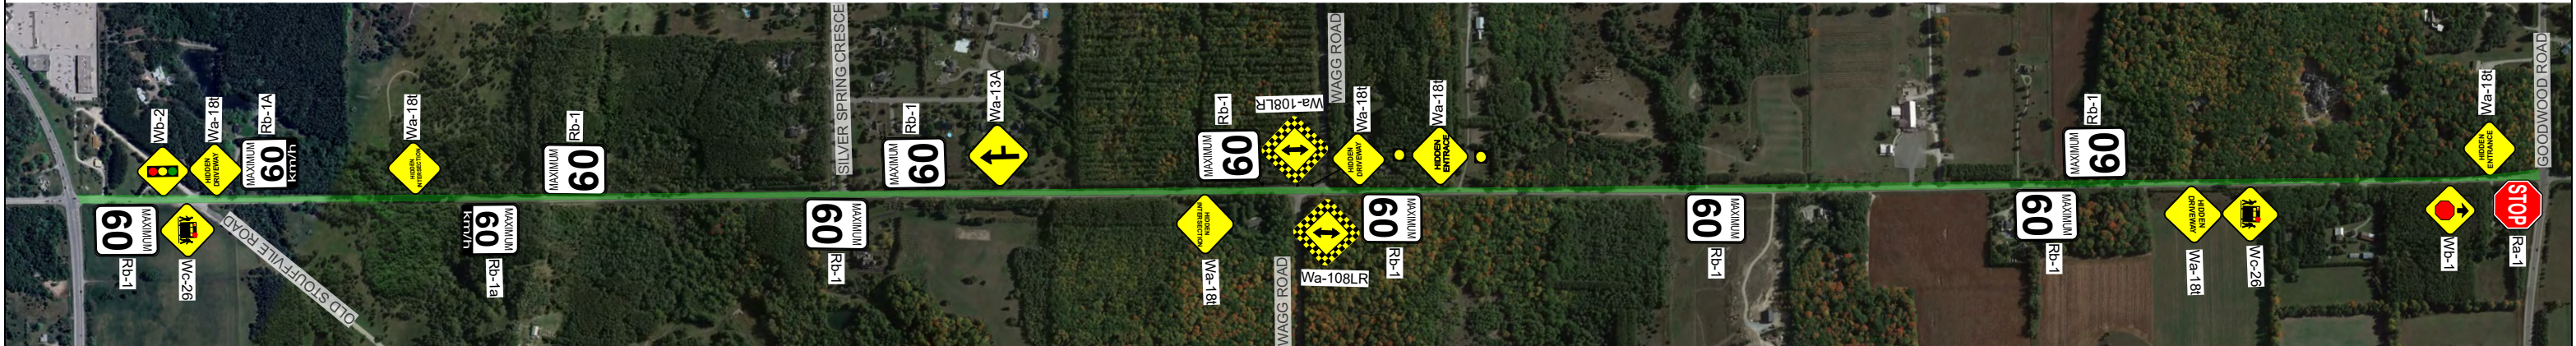 Wb-2
Wa-18t
Rb-1A
HIDDEN
DRIVEWAY
MAXIMUM
60
km/h
Wa-18t
HIDDEN
INTERSECTION
Rb-1
MAXIMUM
60
SILVER SPRING CRESCE
Rb-1
MAXIMUM
60
Wa-13A
Rb-1
MAXIMUM
60
Wa-108LR
WAGG ROAD
Wa-18t
HIDDEN
DRIVEWAY
Wa-18t
HIDDEN
ENTRACE
Rb-1
MAXIMUM
60
Wa-18t
HIDDEN
ENTRANCE
GOODWOOD ROAD
MAXIMUM
60
Rb-1
Wc-26
OLD STOUFFVILE ROAD
MAXIMUM
60
km/h
Rb-1a
MAXIMUM
60
Rb-1
HIDDEN
INTERSECTION
Wa-18t
WAGG ROAD
Wa-108LR
MAXIMUM
60
Rb-1
MAXIMUM
60
Rb-1
MAXIMUM
60
Rb-1
HIDDEN
DRIVEWAY
Wa-18t
Wc-26
Wb-1
STOP
Ra-1